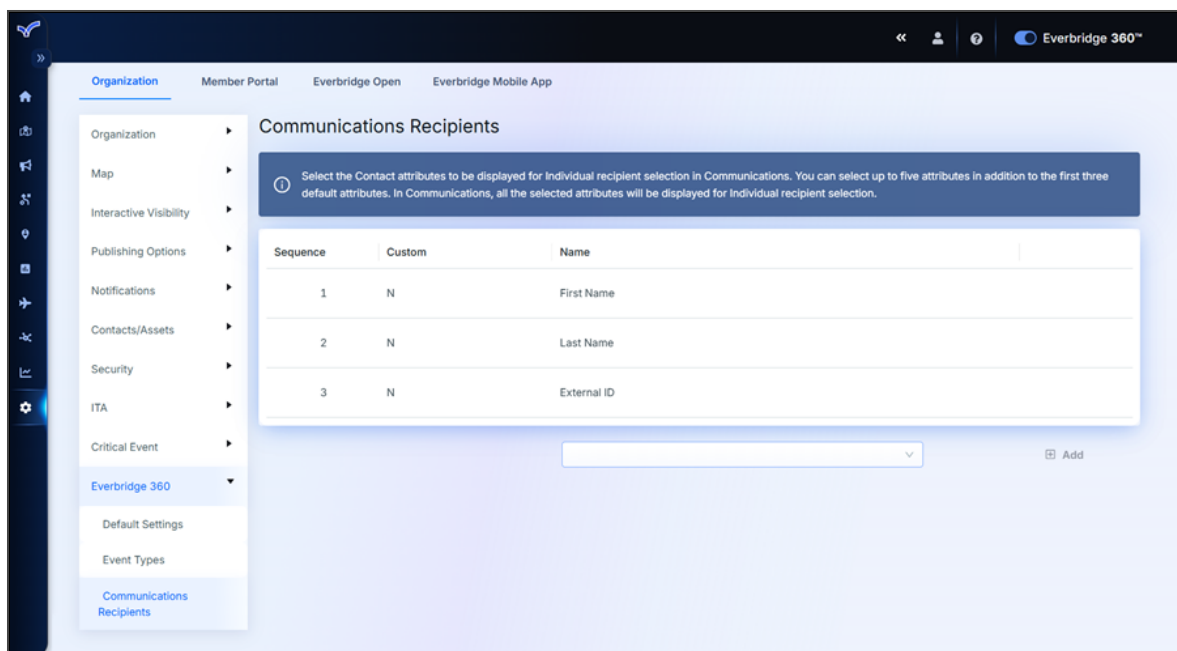 Everbridge 360™
Organization
Member Portal
Everbridge Open
Everbridge Mobile App
Organization
Map
Interactive Visibility
Publishing Options
Notifications
Contacts/Assets
Security
ITA
Critical Event
Everbridge 360
Default Settings
Event Types
Communications
Recipients
Communications Recipients
Select the Contact attributes to be displayed for Individual recipient selection in Communications. You can select up to five attributes in addition to the first three
default attributes. In Communications, all the selected attributes will be displayed for Individual recipient selection.
Sequence Custom Name
1 N First Name
2 N Last Name
3 N External ID
Add